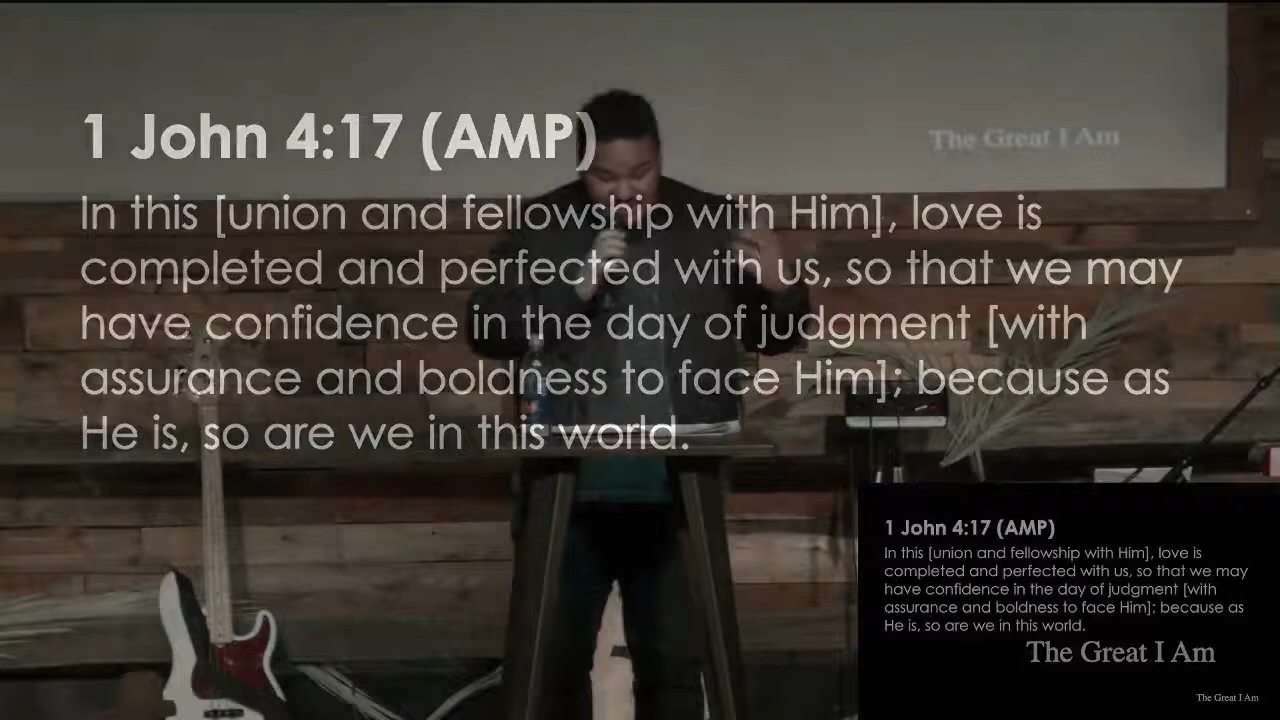 1 John 4:17 (AMP)
In this [union and fellowship with Him], love is
completed and perfected with us, so that we may
have confidence in the day of judgment [with
assurance and boldness to face Him]; because as
He is, so are we in this world.
The Great I Am
1 John 4:17 (AMP)
In this [union and fellowship with Him], love is
completed and perfected with us, so that we may
have confidence in the day of judgment [with
assurance and boldness to face Him]; because as
He is, so are we in this world.
The Great I Am
The Great I Am